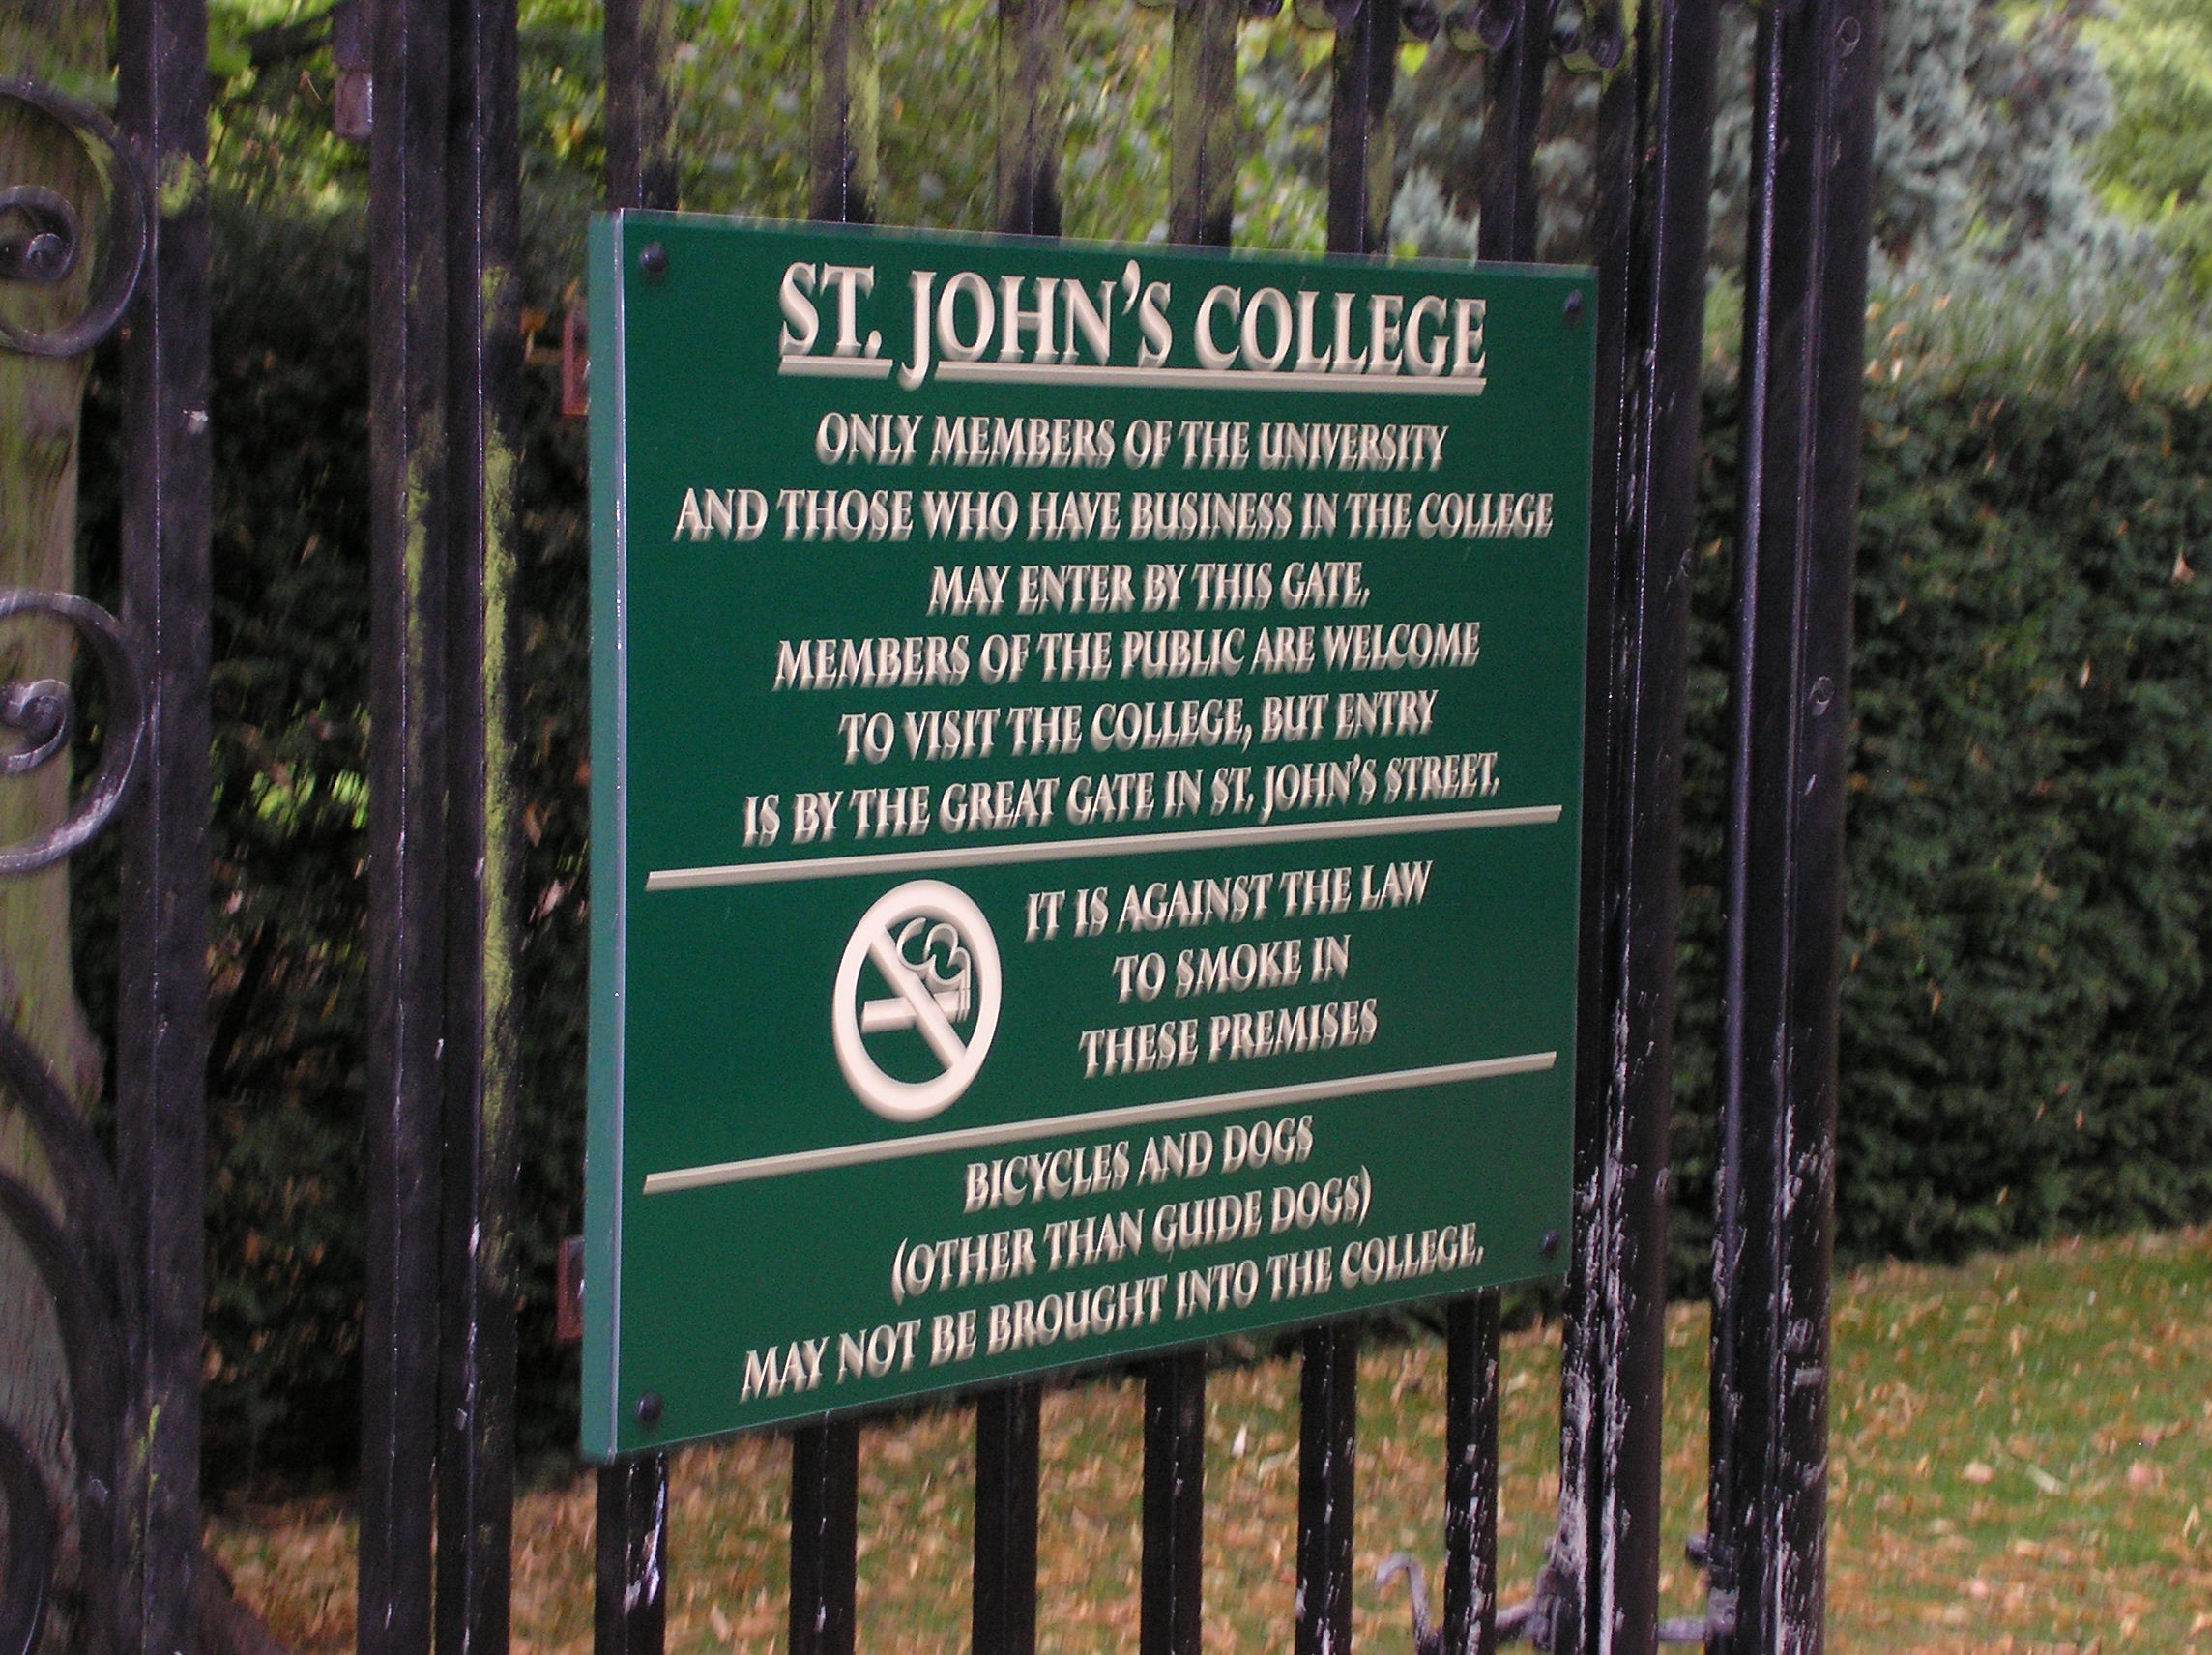 ST. JOHN'S COLLEGE
ONLY MEMBERS OF THE UNIVERSITY
AND THOSE WHO HAVE BUSINESS IN THE COLLEGE
MAY ENTER BY THIS GATE.
MEMBERS OF THE PUBLIC ARE WELCOME
TO VISIT THE COLLEGE, BUT ENTRY
IS BY THE GREAT GATE IN ST. JOHN'S STREET.
IT IS AGAINST THE LAW
TO SMOKE IN
THESE PREMISES
BICYCLES AND DOGS
(OTHER THAN GUIDE DOGS)
MAY NOT BE BROUGHT INTO THE COLLEGE.